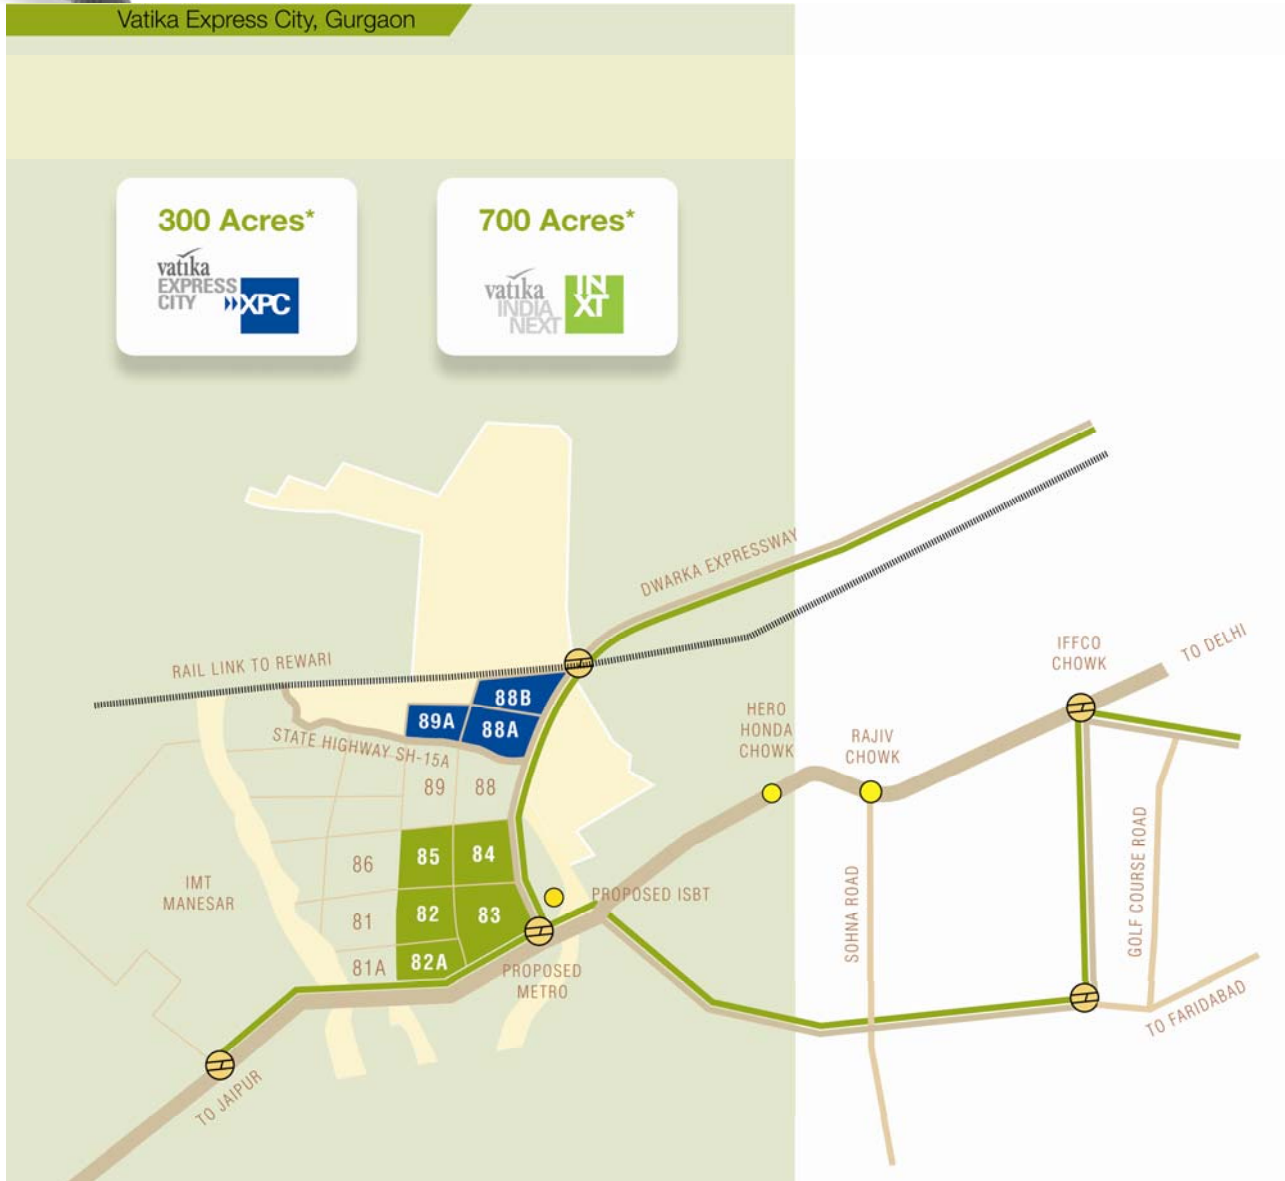 Vatika Express City, Gurgaon
300 Acres*
vatika
EXPRESS
CITY
XPC
700 Acres*
vatika
INDIA
NEXT
IN
XT
DWARKA EXPRESSWAY
RAIL LINK TO REWARI
IFFCO
CHOWK
TO DELHI
88B
89A
88A
STATE HIGHWAY SH-15A
HERO
HONDA
CHOWK
RAJIV
CHOWK
89
88
86
85
84
IMT
MANESAR
81
82
83
PROPOSED ISBT
81A
82A
PROPOSED
METRO
SOHNA ROAD
GOLF COURSE ROAD
TO FARIDABAD
TO JAIPUR